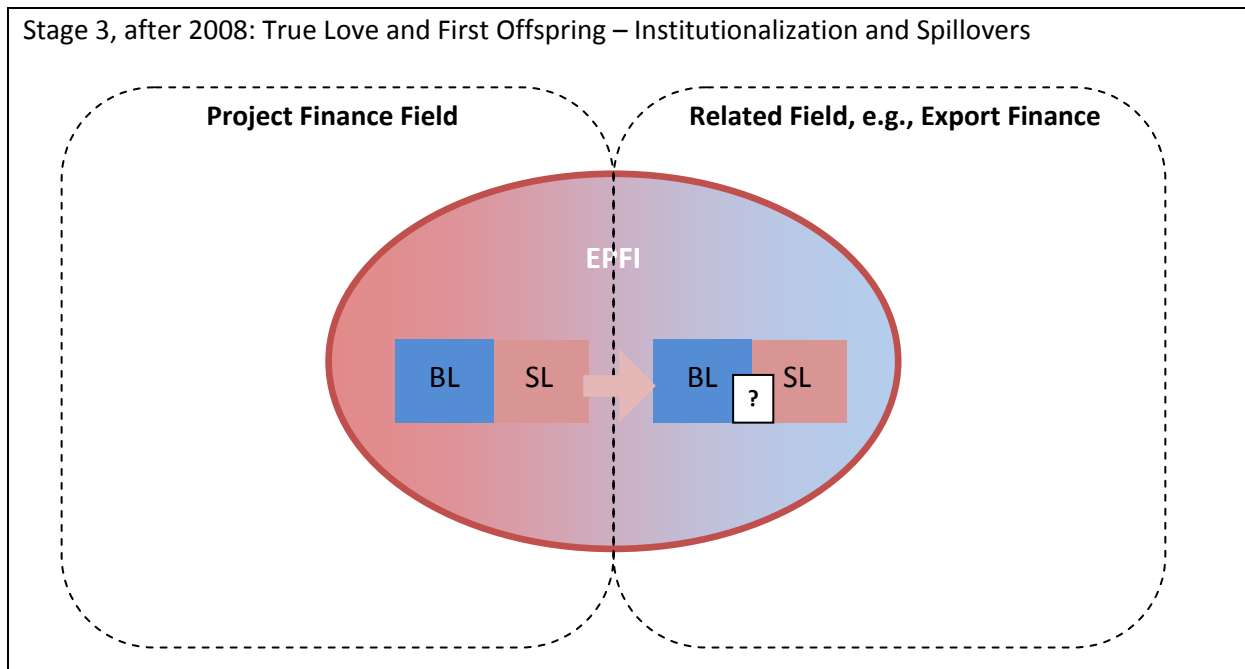 Stage 3, after 2008: True Love and First Offspring – Institutionalization and Spillovers
Project Finance Field
Related Field, e.g., Export Finance
EPFI
BL SL BL SL
?